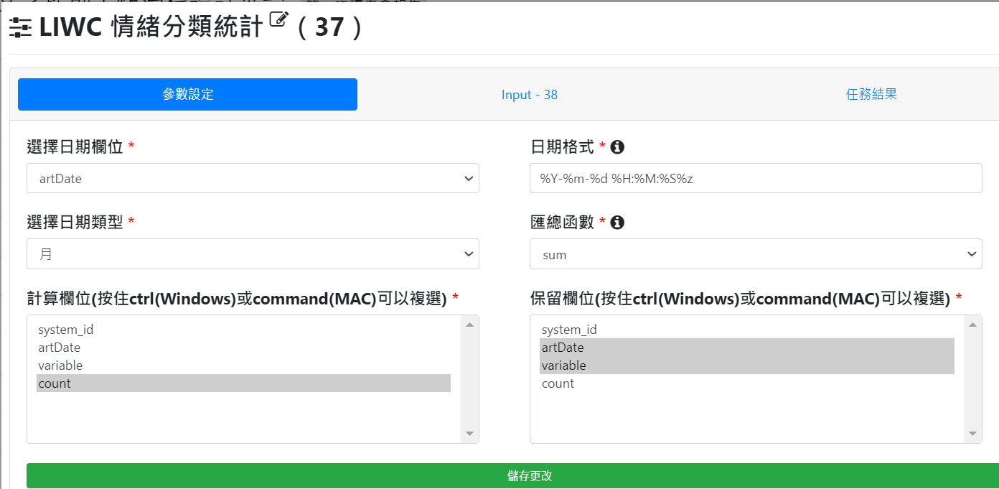 LIWC 情緒分類統計 ( 37 )
參數設定
Input - 38
任務結果
選擇日期欄位 *
artDate
日期格式 *
%Y-%m-%d %H:%M:%S%z
選擇日期類型 *
月
匯總函數 *
sum
計算欄位(按住ctrl(Windows)或command(MAC)可以複選) *
system_id
artDate
variable
count
保留欄位(按住ctrl(Windows)或command(MAC)可以複選) *
system_id
artDate
variable
count
儲存更改